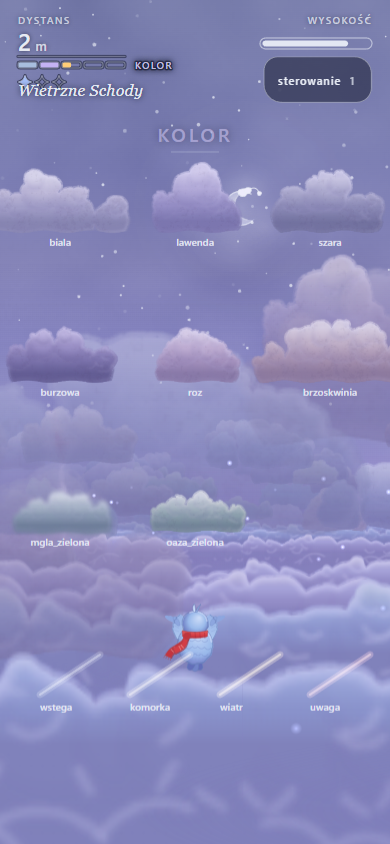 DYSTANS
WYSOKOŚĆ
2 m
KOLOR
sterowanie 1
Wietrzne Schody
KOLOR
biala
lawenda
szara
burzowa
roz
brzoskwinia
mgla_zielona
oaza_zielona
wstega
komorka
wiatr
uwaga